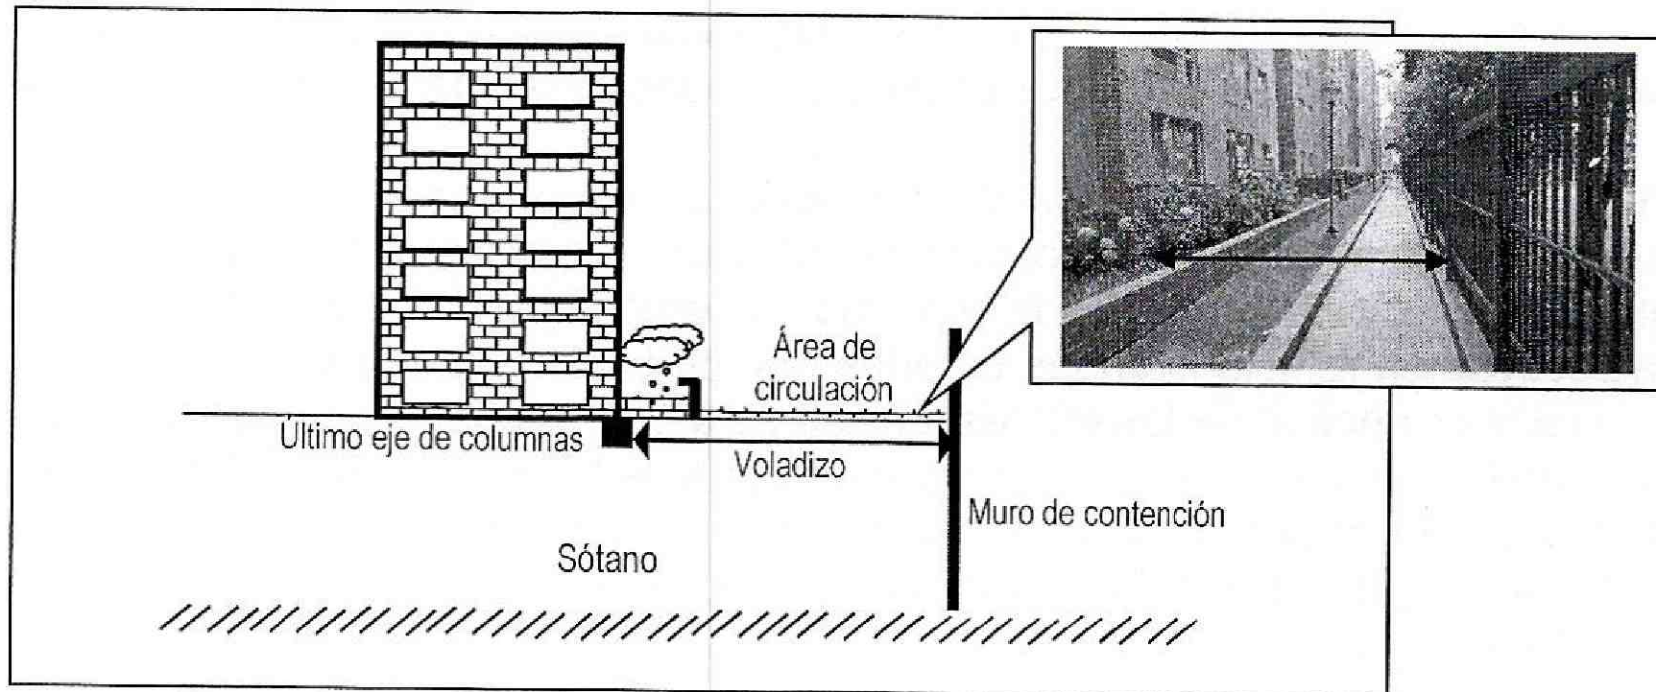 Área de
circulación
Último eje de columnas
Voladizo
Muro de contención
Sótano